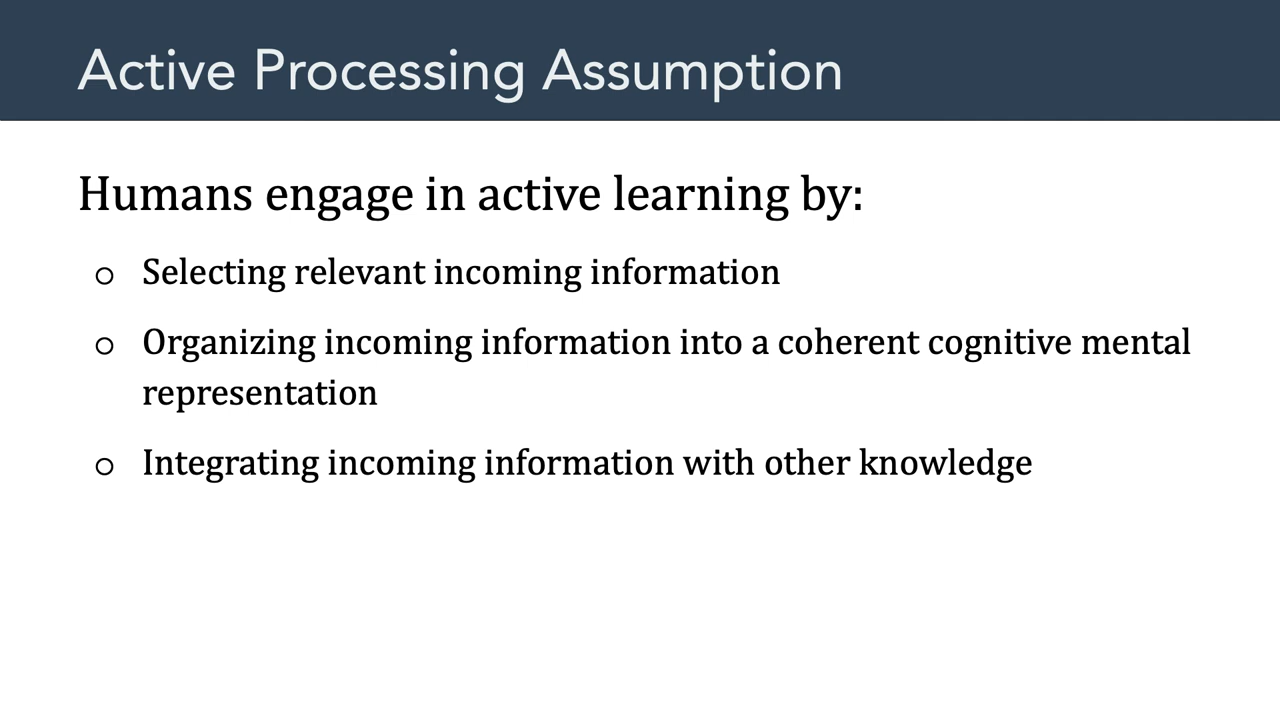 Active Processing Assumption
Humans engage in active learning by:
○ Selecting relevant incoming information
○ Organizing incoming information into a coherent cognitive mental
representation
○ Integrating incoming information with other knowledge